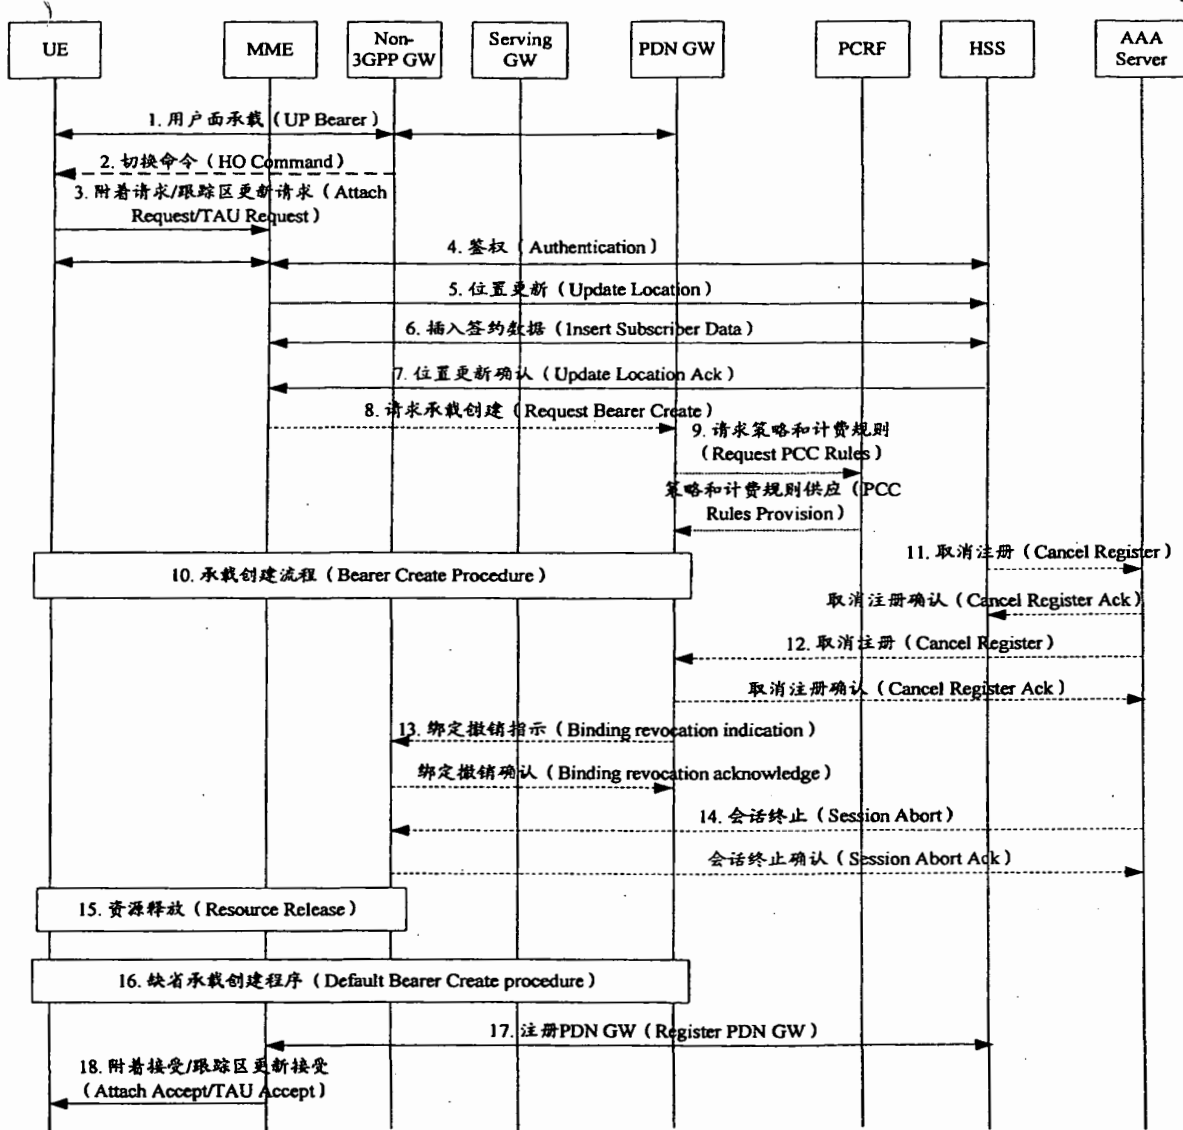 UE
MME
Non-
3GPP GW
Serving
GW
PDN GW
PCRF
HSS
AAA
Server
1. 用户面承载（UP Bearer）
2. 切换命令（HO Command）
3. 附着请求/跟踪区更新请求（Attach
Request/TAU Request）
4. 鉴权（Authentication）
5. 位置更新（Update Location）
6. 插入签约数据（Insert Subscriber Data）
7. 位置更新确认（Update Location Ack）
8. 请求承载创建（Request Bearer Create）
9. 请求策略和计费规则
（Request PCC Rules）
策略和计费规则供应（PCC
Rules Provision）
10. 承载创建流程（Bearer Create Procedure）
11. 取消注册（Cancel Register）
取消注册确认（Cancel Register Ack）
12. 取消注册（Cancel Register）
取消注册确认（Cancel Register Ack）
13. 绑定撤销指示（Binding revocation indication）
绑定撤销确认（Binding revocation acknowledge）
14. 会话终止（Session Abort）
会话终止确认（Session Abort Ack）
15. 资源释放（Resource Release）
16. 缺省承载创建程序（Default Bearer Create procedure）
17. 注册PDN GW（Register PDN GW）
18. 附着接受/跟踪区更新接受
（Attach Accept/TAU Accept）